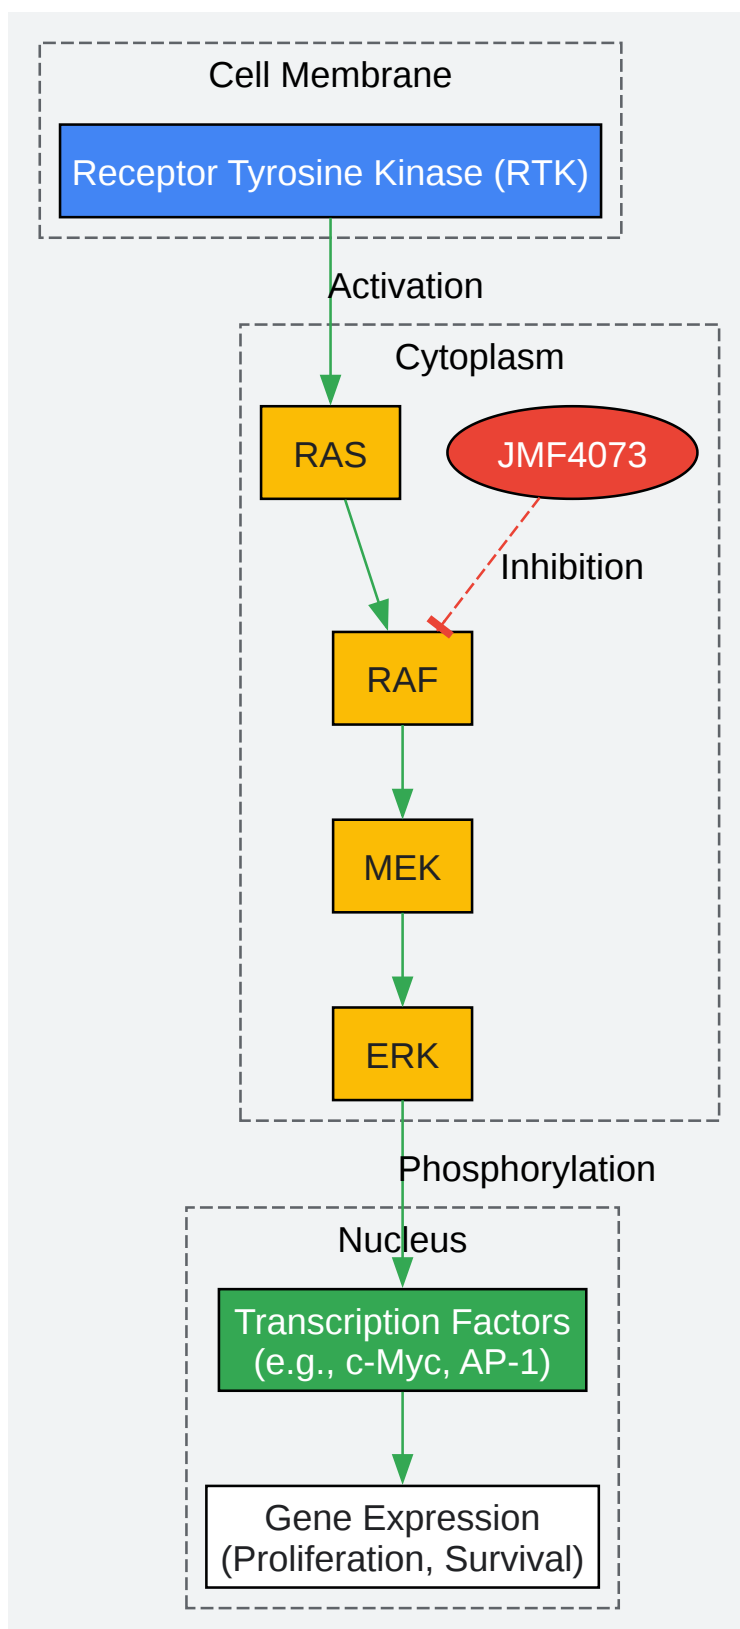 Cell Membrane
Receptor Tyrosine Kinase (RTK)
Activation
Cytoplasm
RAS
JMF4073
Inhibition
RAF
MEK
ERK
Phosphorylation
Nucleus
Transcription Factors
(e.g., c-Myc, AP-1)
Gene Expression
(Proliferation, Survival)